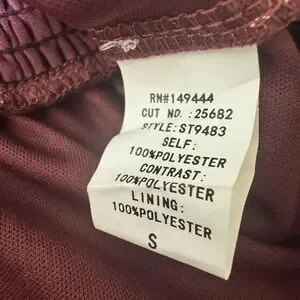 RN#149444
CUT NO.:25682
STYLE:ST9483
SELF:
100%POLYESTER
CONTRAST:
100%POLYESTER
LINING:
100%POLYESTER
S